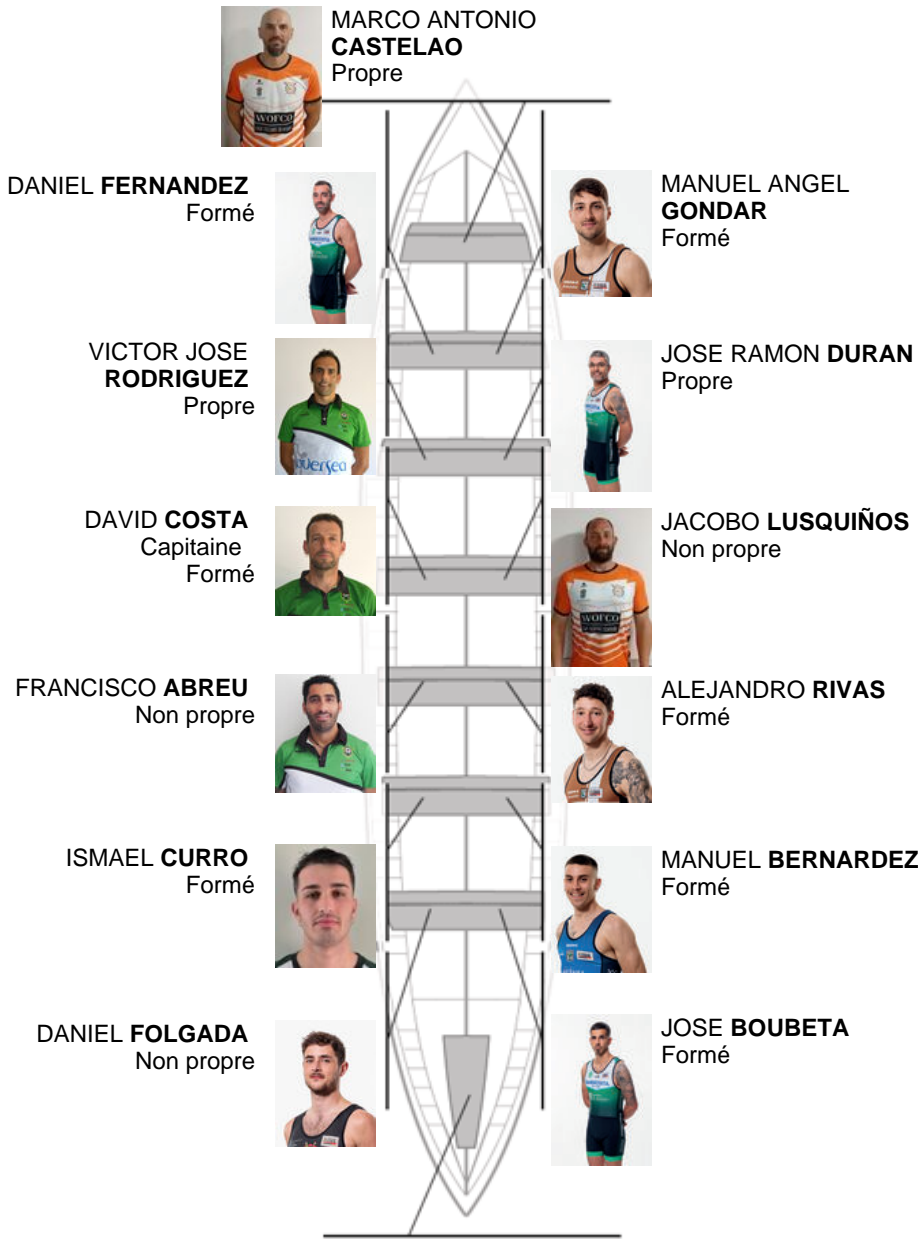 MARCO ANTONIO
CASTELAO
Propre
WOFCO
DANIEL FERNANDEZ
Formé
MANUEL ANGEL
GONDAR
Formé
VICTOR JOSE
RODRIGUEZ
Propre
JOSE RAMON DURAN
Propre
DAVID COSTA
Capitaine
Formé
JACOBO LUSQUIÑOS
Non propre
WOFCO
FRANCISCO ABREU
Non propre
ALEJANDRO RIVAS
Formé
ISMAEL CURRO
Formé
MANUEL BERNARDEZ
Formé
DANIEL FOLGADA
Non propre
JOSE BOUBETA
Formé